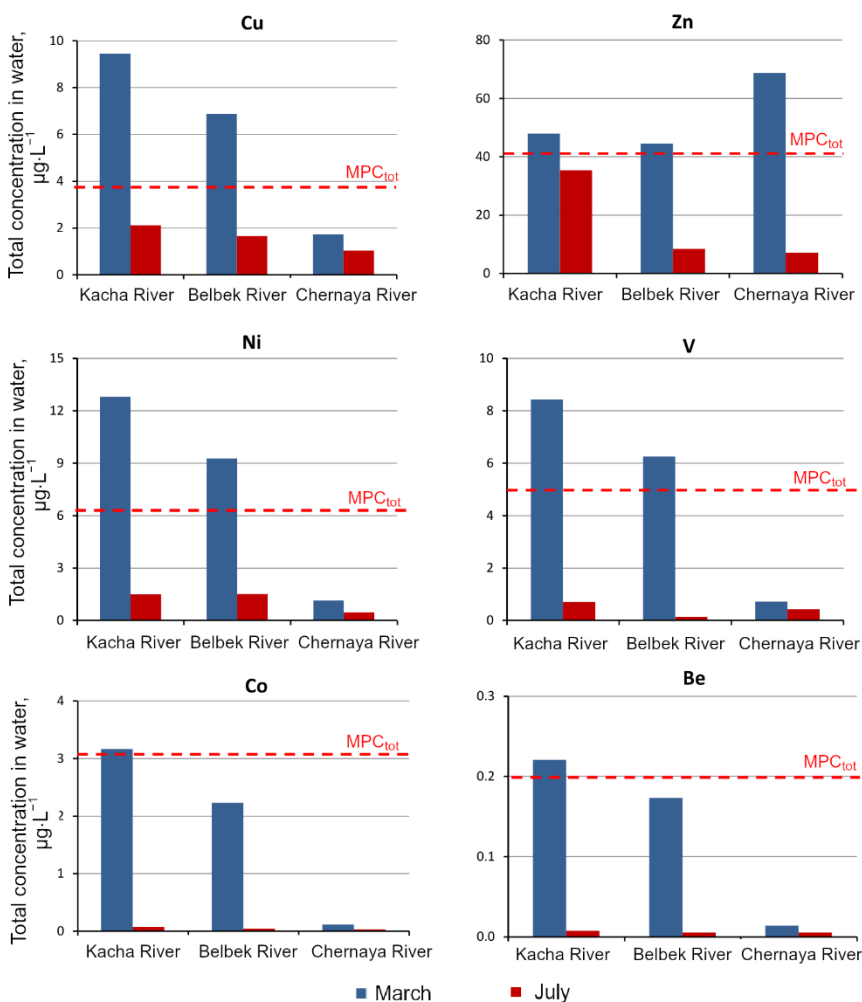 Cu
Total concentration in water,
µg·L⁻¹
10
8
6
4
2
0
MPCtot
Kacha River Belbek River Chernaya River
Zn
80
60
40
20
0
MPCtot
Kacha River Belbek River Chernaya River
Ni
Total concentration in water,
µg·L⁻¹
15
12
9
6
1
0
MPCtot
Kacha River Belbek River Chernaya River
V
10
8
6
4
2
0
MPCtot
Kacha River Belbek River Chernaya River
Co
Total concentration in water,
µg·L⁻¹
4
3
2
1
0
MPCtot
Kacha River Belbek River Chernaya River
Be
0.3
0.2
0.1
0.0
MPCtot
Kacha River Belbek River Chernaya River
March July